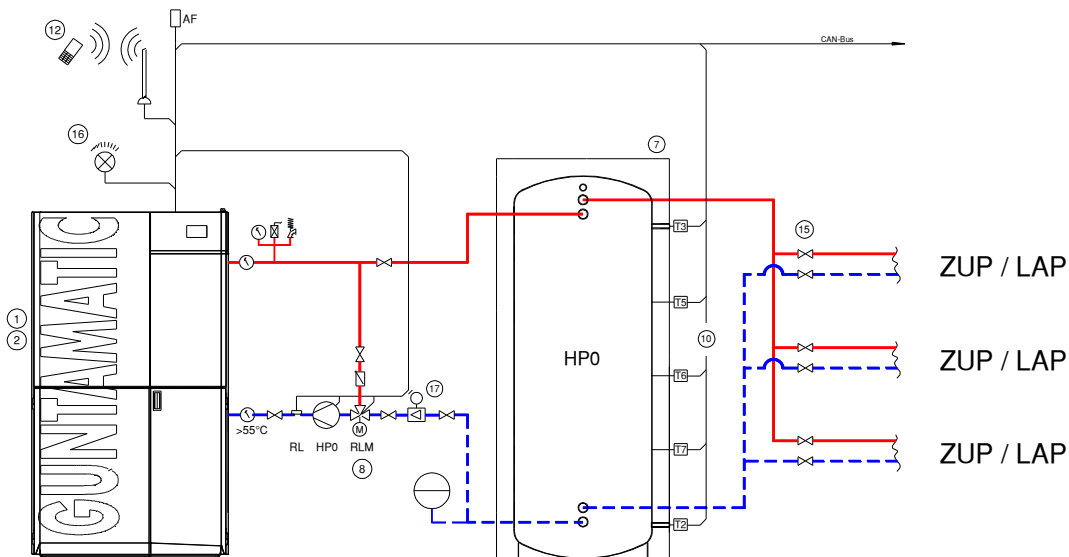 12
AF
CAN-Bus
16
7
GUNTAMATIC
T3
15
ZUP / LAP
1
2
T5
10
HP0
ZUP / LAP
T6
17
>55°C
RL
HP0
RLM
M
8
T7
ZUP / LAP
T2